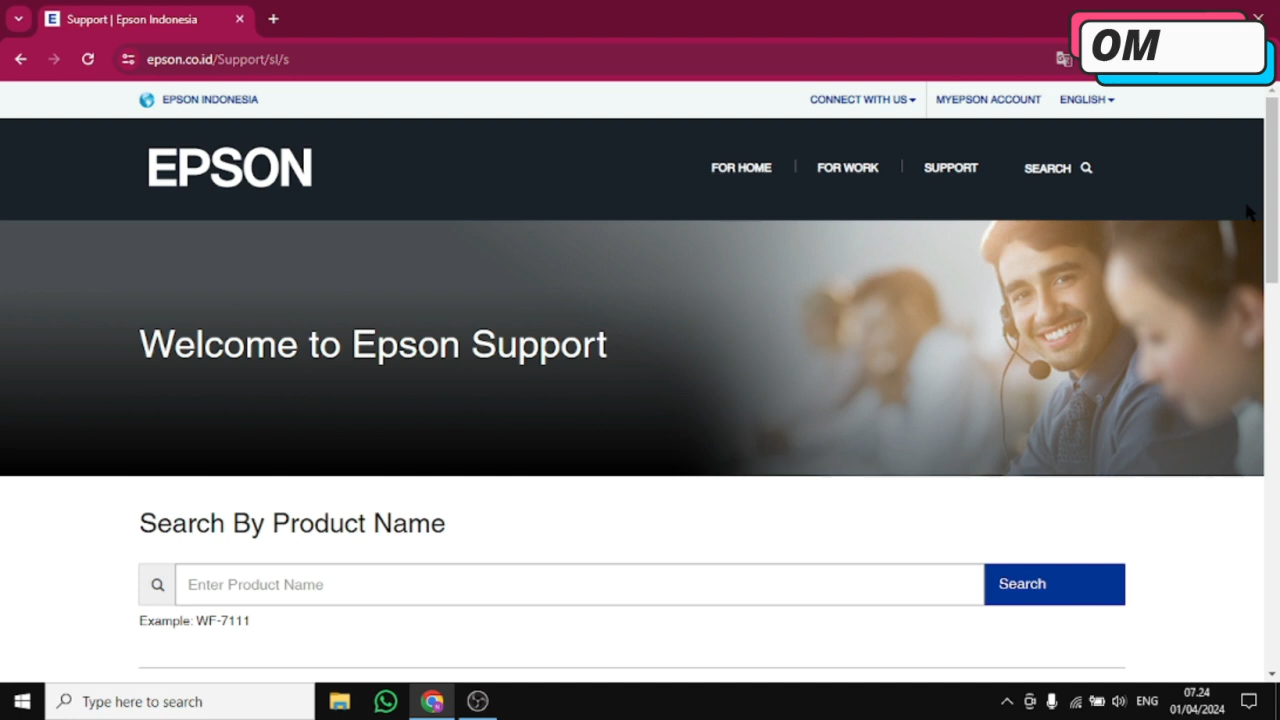 Support | Epson Indonesia
epson.co.id/Support/sl/s
OM
EPSON INDONESIA
CONNECT WITH US
MYEPSON ACCOUNT
ENGLISH
EPSON
FOR HOME
FOR WORK
SUPPORT
SEARCH
Welcome to Epson Support
Search By Product Name
Enter Product Name
Search
Example: WF-7111
Type here to search
ENG
07.24
01/04/2024